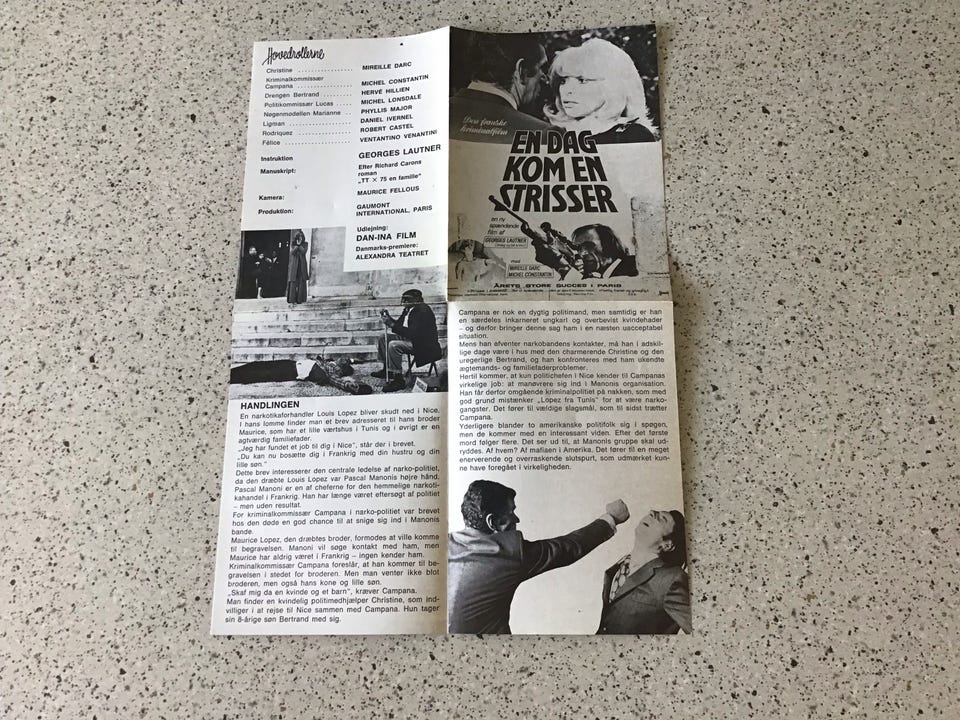 Hovedrollerne
Christine ................ MIREILLE DARC
Kriminalkommissær
Campana ................ MICHEL CONSTANTIN
Drengen Bertrand ........ HERVÉ HILLIEN
Politikommissær Lucas ..... MICHEL LONSDALE
Nøgenmodellen Marianne .. PHYLLIS MAJOR
Ligman ................ DANIEL IVERNEL
Rodriquez ................ ROBERT CASTEL
Félice ................ VENTANTINO VENANTINI
Instruktion GEORGES LAUTNER
Manuskript: Efter Richard Carons
roman
„TT × 75 en famille"
Kamera: MAURICE FELLOUS
Produktion: GAUMONT
INTERNATIONAL, PARIS
Udlejning:
DAN-INA FILM
Danmarks-premiere:
ALEXANDRA TEATRET
HANDLINGEN
En narkotikaforhandler Louis Lopez bliver skudt ned i Nice.
I hans lomme finder man et brev adresseret til hans broder
Maurice, som har et lille værtshus i Tunis og i øvrigt er en
agtværdig familiefader.
„Jeg har fundet et job til dig i Nice", står der i brevet.
„Du kan nu bosætte dig i Frankrig med din hustru og din
lille søn."
Dette brev interesserer den centrale ledelse af narko-politiet,
da den dræbte Louis Lopez var Pascal Manonis højre hånd.
Pascal Manoni er en af cheferne for den hemmelige narkoti-
kahandel i Frankrig. Han har længe været eftersøgt af politiet
– men uden resultat.
For kriminalkommissær Campana i narko-politiet var brevet
hos den døde en god chance til at snige sig ind i Manonis
bande.
Maurice Lopez, den dræbtes broder, formodes at ville komme
til begravelsen. Manoni vil søge kontakt med ham, men
Maurice har aldrig været i Frankrig – ingen kender ham.
Kriminalkommissær Campana foreslår, at han kommer til be-
gravelsen i stedet for broderen. Men man venter ikke blot
broderen, men også hans kone og lille søn.
„Skaf mig da en kvinde og et barn", kræver Campana.
Man finder en kvindelig politimedhjælper Christine, som ind-
villiger i at rejse til Nice sammen med Campana. Hun tager
sin 8-årige søn Bertrand med sig.
Den franske
kriminalfilm
EN DAG
KOM EN
STRISSER
en ny
spændende
film af
GEORGES LAUTNER
med
MIREILLE DARC
MICHEL CONSTANTIN
ÅRETS STORE SUCCES I PARIS
Campana er nok en dygtig politimand, men samtidig er han
en særdeles inkarneret ungkarl og overbevist kvindehader
– og derfor bringer denne sag ham i en næsten uacceptabel
situation.
Mens han afventer narkobandens kontakter, må han i adskil-
lige dage være i hus med den charmerende Christine og den
uregerlige Bertrand, og han konfronteres med ham ukendte
ægtemands- og familiefaderproblemer.
Hertil kommer, at kun politichefen i Nice kender til Campanas
virkelige job: at manøvrere sig ind i Manonis organisation.
Han får derfor omgående kriminalpolitiet på nakken, som med
god grund mistænker „Lopez fra Tunis" for at være narko-
gangster. Det fører til vældige slagsmål, som til sidst trætter
Campana.
Yderligere blander to amerikanske politifolk sig i spøgen,
men de kommer med en interessant viden. Efter det første
mord følger flere. Det ser ud til, at Manonis gruppe skal ud-
ryddes. Af hvem? Af mafiaen i Amerika. Det fører til en meget
enerverende og overraskende slutspurt, som udmærket kun-
ne have foregået i virkeligheden.